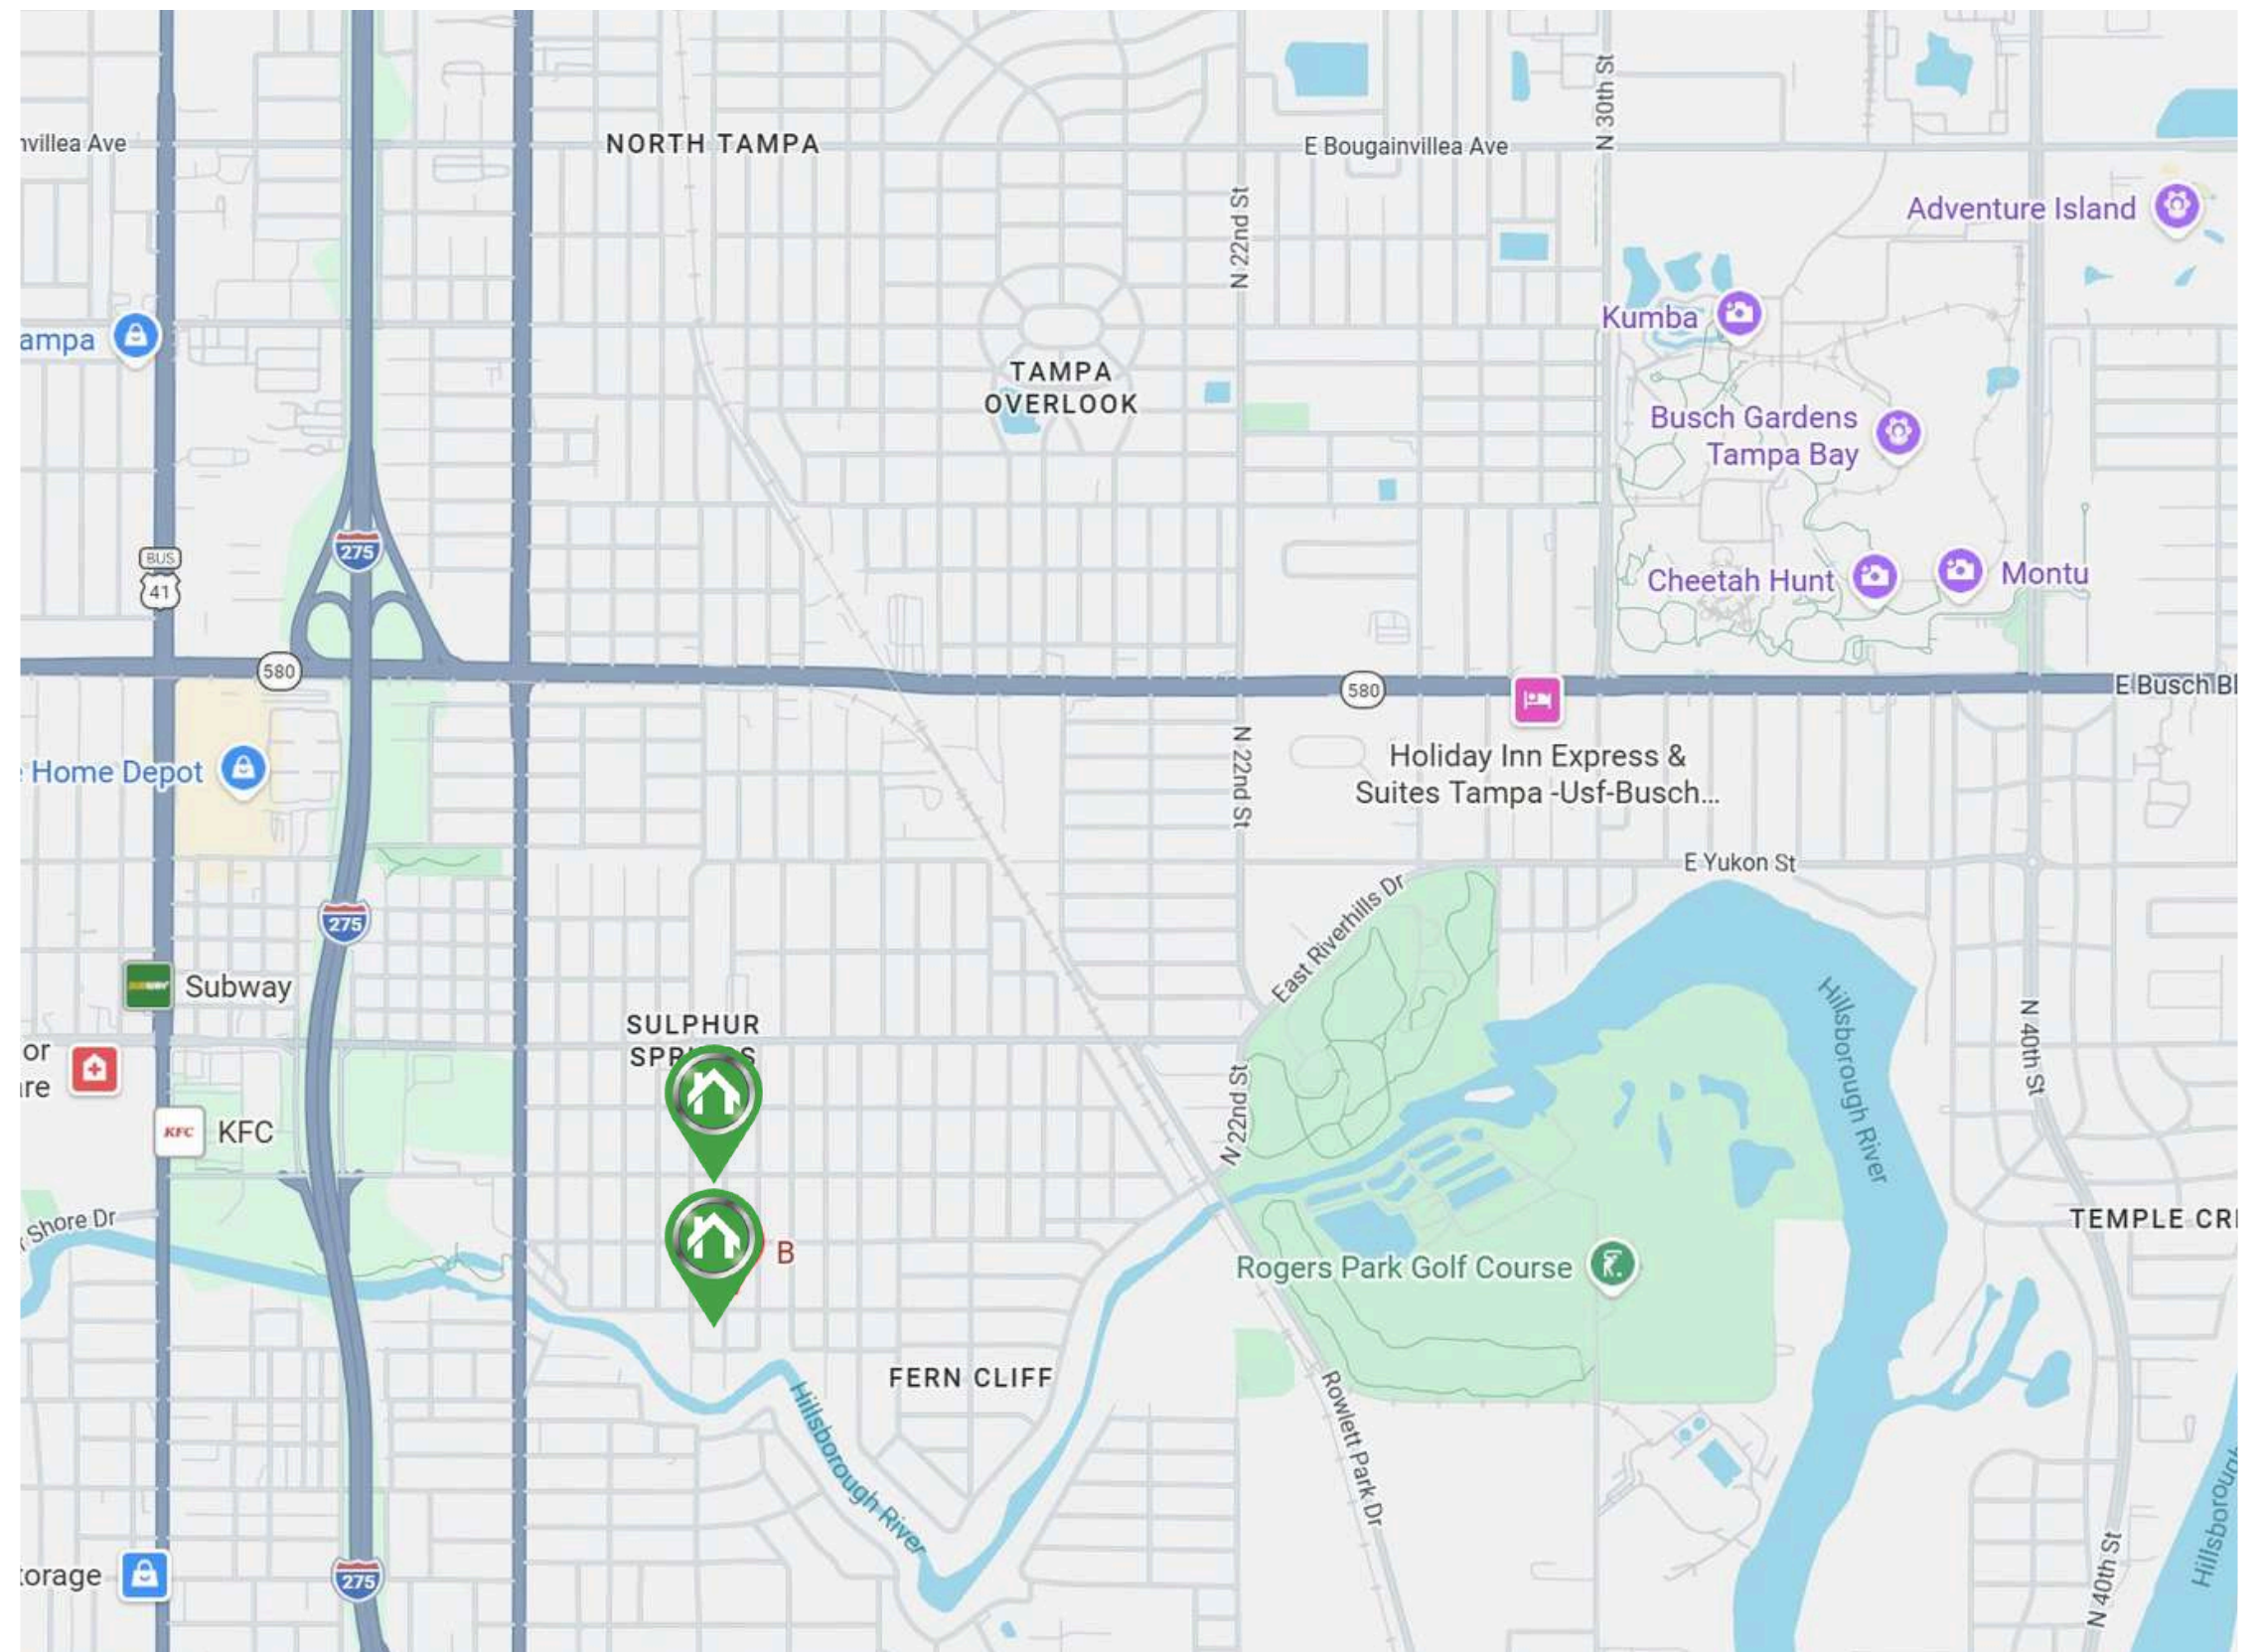 nvillea Ave
NORTH TAMPA
E Bougainvillea Ave
N 30th St
N 22nd St
Adventure Island
Kumba
ampa
TAMPA
OVERLOOK
Busch Gardens
Tampa Bay
275
BUS
41
Cheetah Hunt
Montu
580
580
E Busch Bl
N 22nd St
Home Depot
Holiday Inn Express &
Suites Tampa -Usf-Busch...
E Yukon St
East Riverhills Dr
275
Subway
Hillsborough River
SULPHUR
N 40th St
or
re
N 22nd St
KFC
KFC
Shore Dr
TEMPLE CR
B
Rogers Park Golf Course
FERN CLIFF
Hillsborough River
Rowlett Park Dr
torage
275
N 40th St
Hillsborough